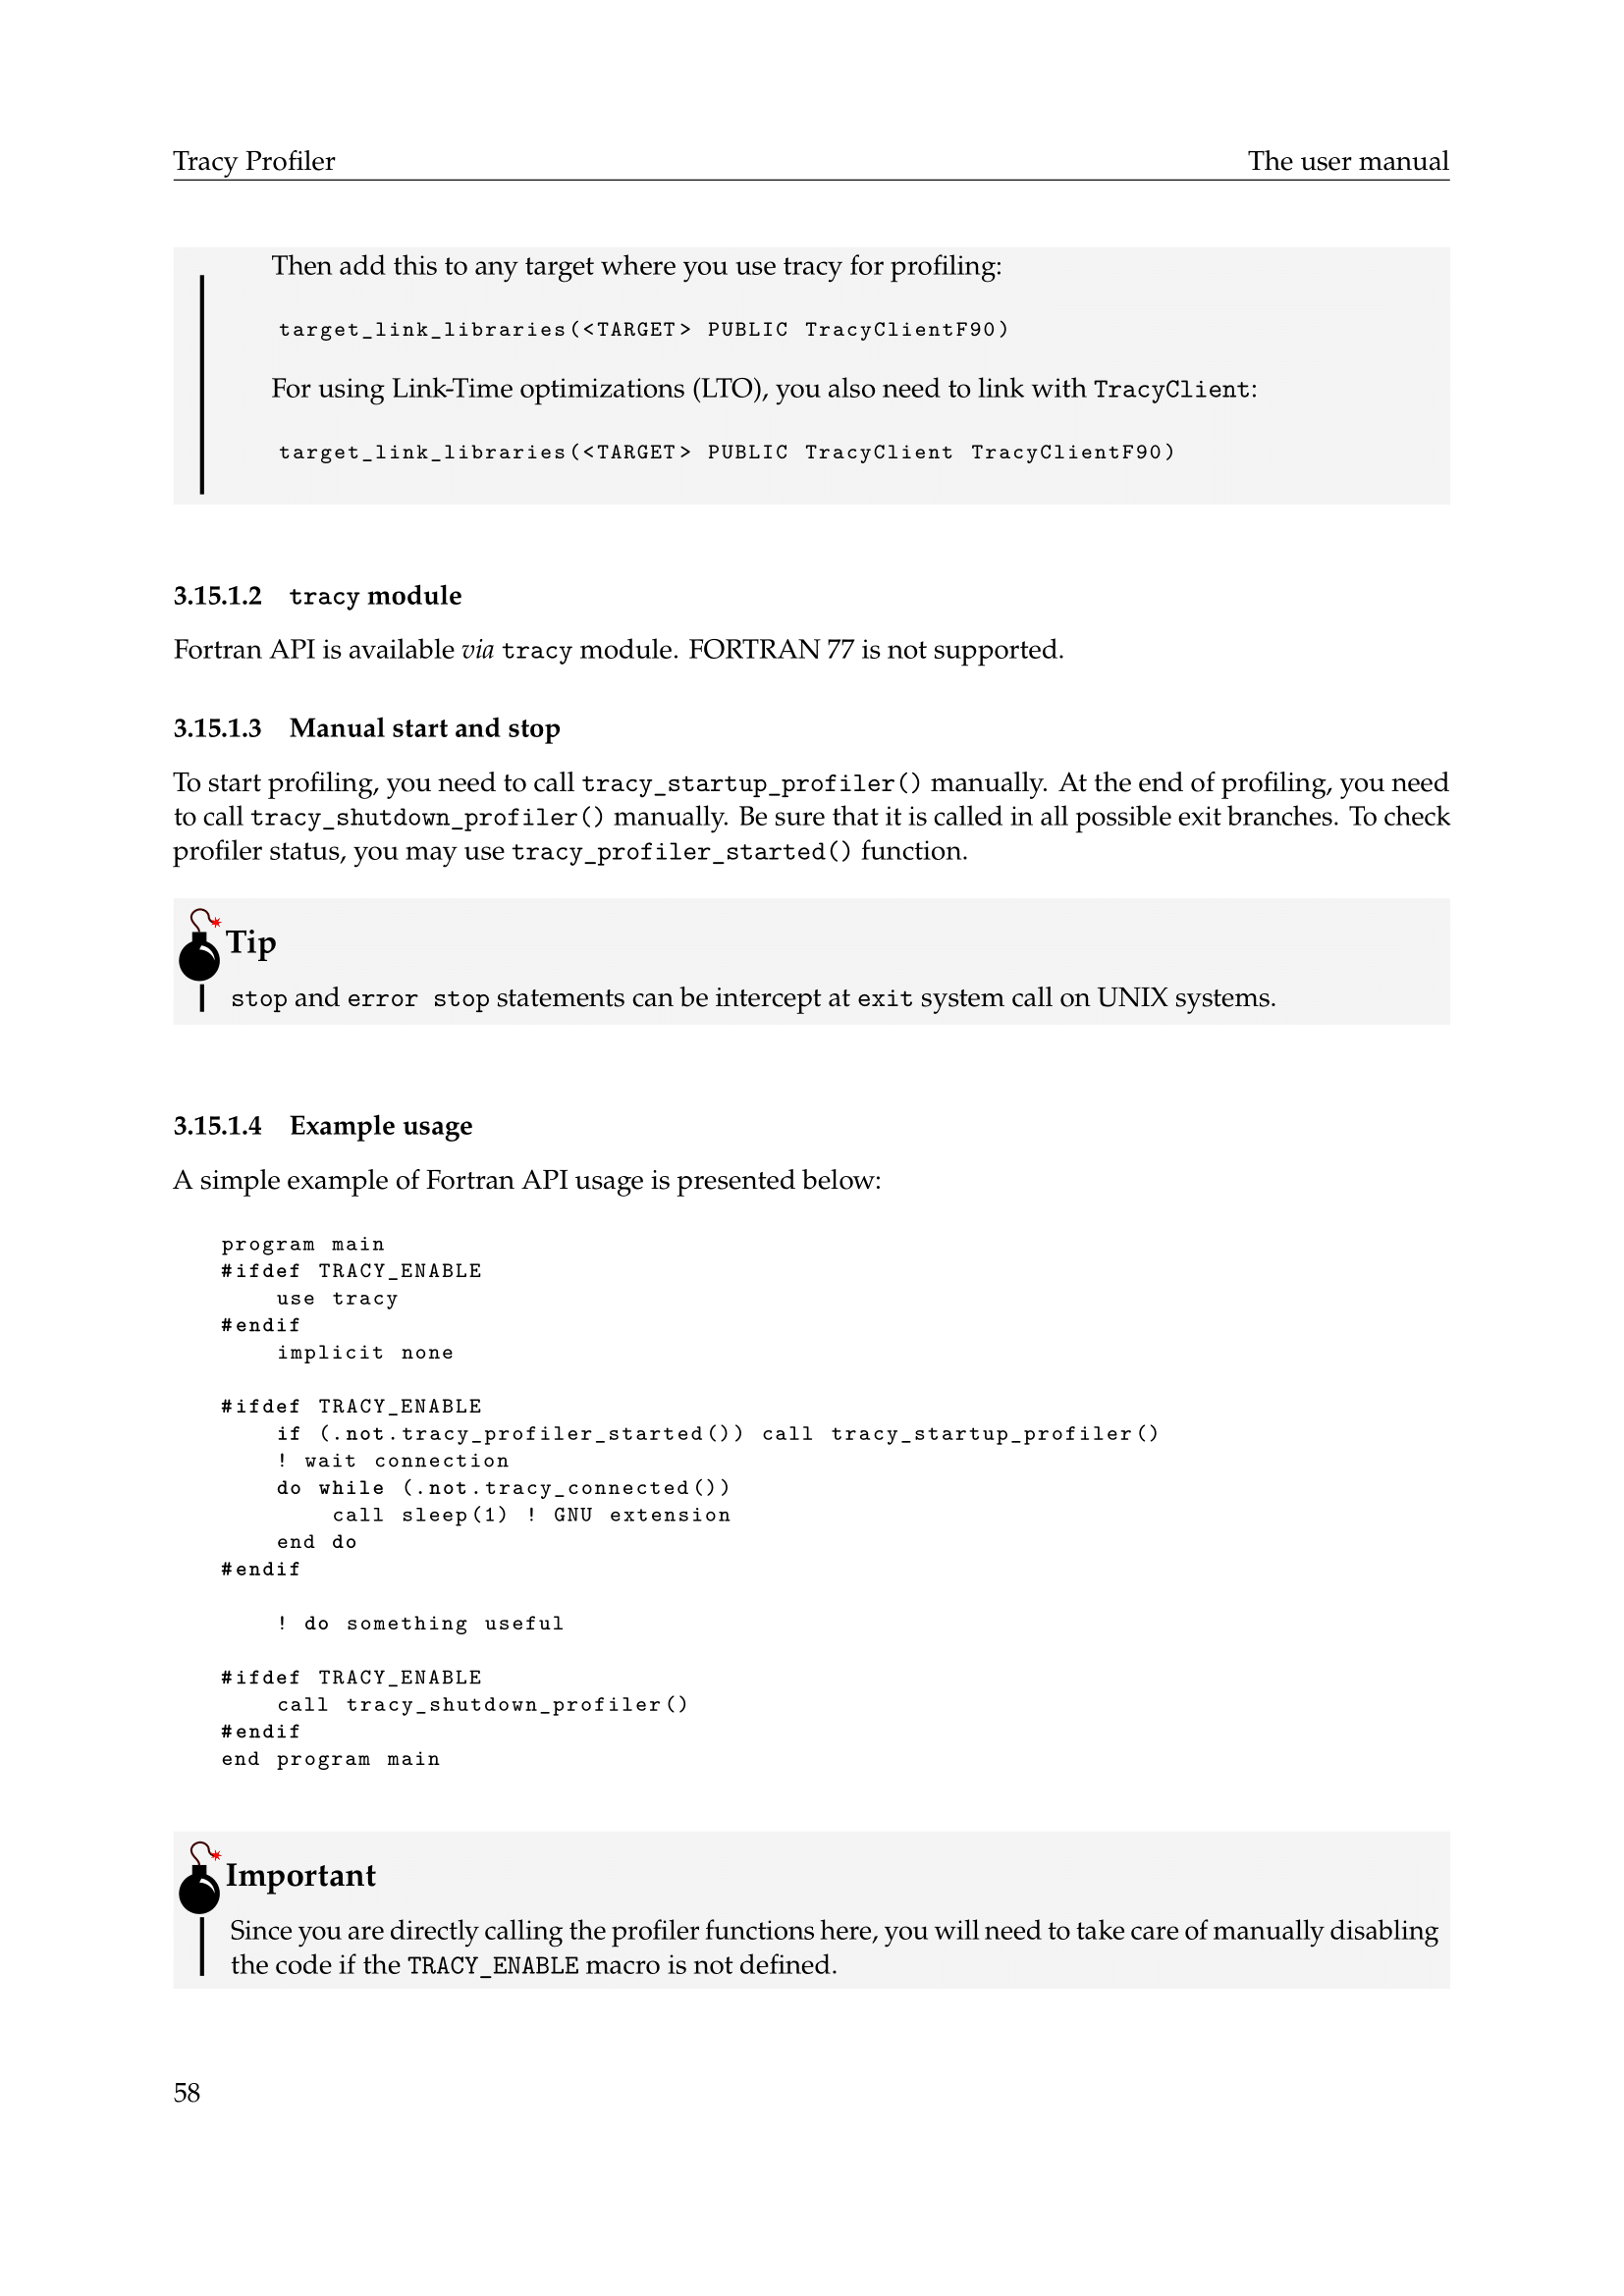 Tracy Profiler
The user manual
Then add this to any target where you use tracy for profiling:
target_link_libraries(<TARGET> PUBLIC TracyClientF90)
For using Link-Time optimizations (LTO), you also need to link with TracyClient:
target_link_libraries(<TARGET> PUBLIC TracyClient TracyClientF90)
3.15.1.2 tracy module
Fortran API is available via tracy module. FORTRAN 77 is not supported.
3.15.1.3 Manual start and stop
To start profiling, you need to call tracy_startup_profiler() manually. At the end of profiling, you need
to call tracy_shutdown_profiler() manually. Be sure that it is called in all possible exit branches. To check
profiler status, you may use tracy_profiler_started() function.
Tip
stop and error stop statements can be intercept at exit system call on UNIX systems.
3.15.1.4 Example usage
A simple example of Fortran API usage is presented below:
program main
#ifdef TRACY_ENABLE
    use tracy
#endif
    implicit none

#ifdef TRACY_ENABLE
    if (.not.tracy_profiler_started()) call tracy_startup_profiler()
    ! wait connection
    do while (.not.tracy_connected())
        call sleep(1) ! GNU extension
    end do
#endif

    ! do something useful

#ifdef TRACY_ENABLE
    call tracy_shutdown_profiler()
#endif
end program main
Important
Since you are directly calling the profiler functions here, you will need to take care of manually disabling
the code if the TRACY_ENABLE macro is not defined.
58